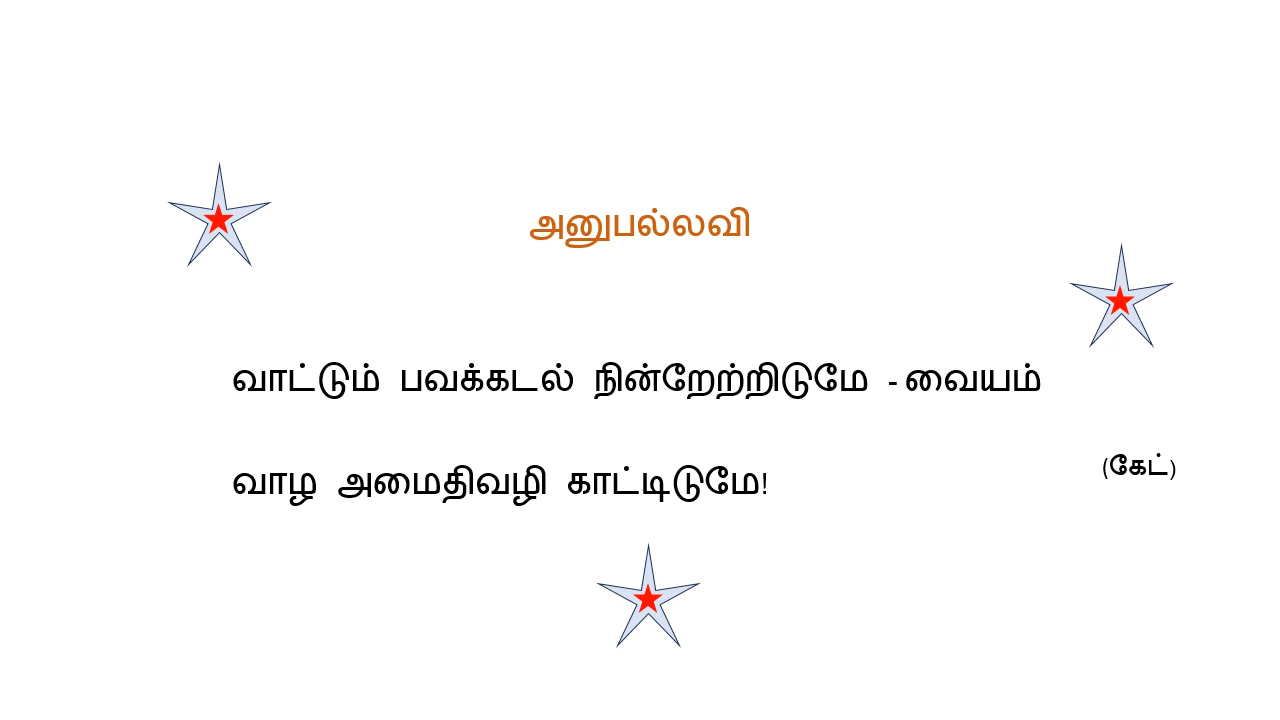 அனுபல்லவி
வாட்டும் பவக்கடல் நின்றேற்றிடுமே - வையம்
(கேட்)
வாழ அமைதிவழி காட்டிடுமே!